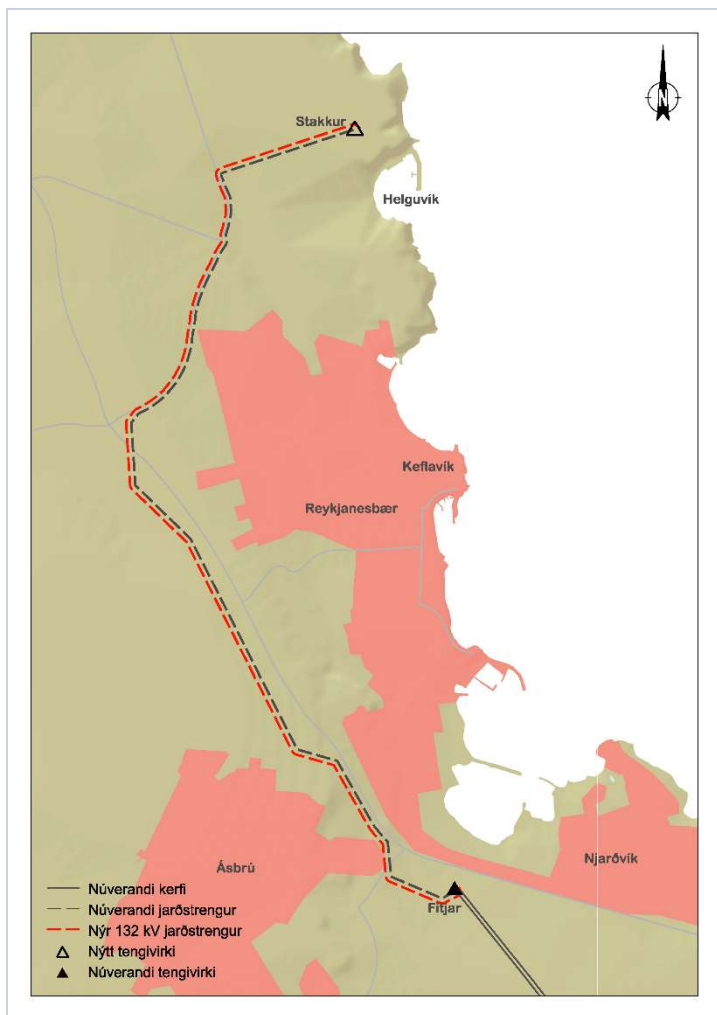 N
Stakkur
Helguvík
Keflavík
Reykjanesbær
Ásbrú
Njarðvík
Fitjar
Núverandi kerfi
Núverandi jarðstrengur
Nýr 132 kV jarðstrengur
Nýtt tengivirki
Núverandi tengivirki